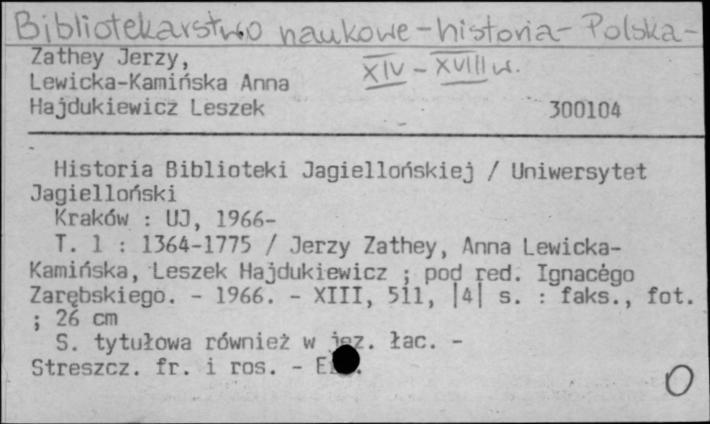 Bibliotekarstwo naukowe - historia - Polska -
XIV - XVIII w.
Zathey Jerzy,
Lewicka-Kamińska Anna
Hajdukiewicz Leszek 300104
Historia Biblioteki Jagiellońskiej / Uniwersytet
Jagielloński
Kraków : UJ, 1966-
T. 1 : 1364-1775 / Jerzy Zathey, Anna Lewicka-
Kamińska, Leszek Hajdukiewicz ; pod red. Ignacego
Zarębskiego. - 1966. - XIII, 511, |4| s. : faks., fot.
; 26 cm
S. tytułowa również w jęz. łac. -
Streszcz. fr. i ros. -
O